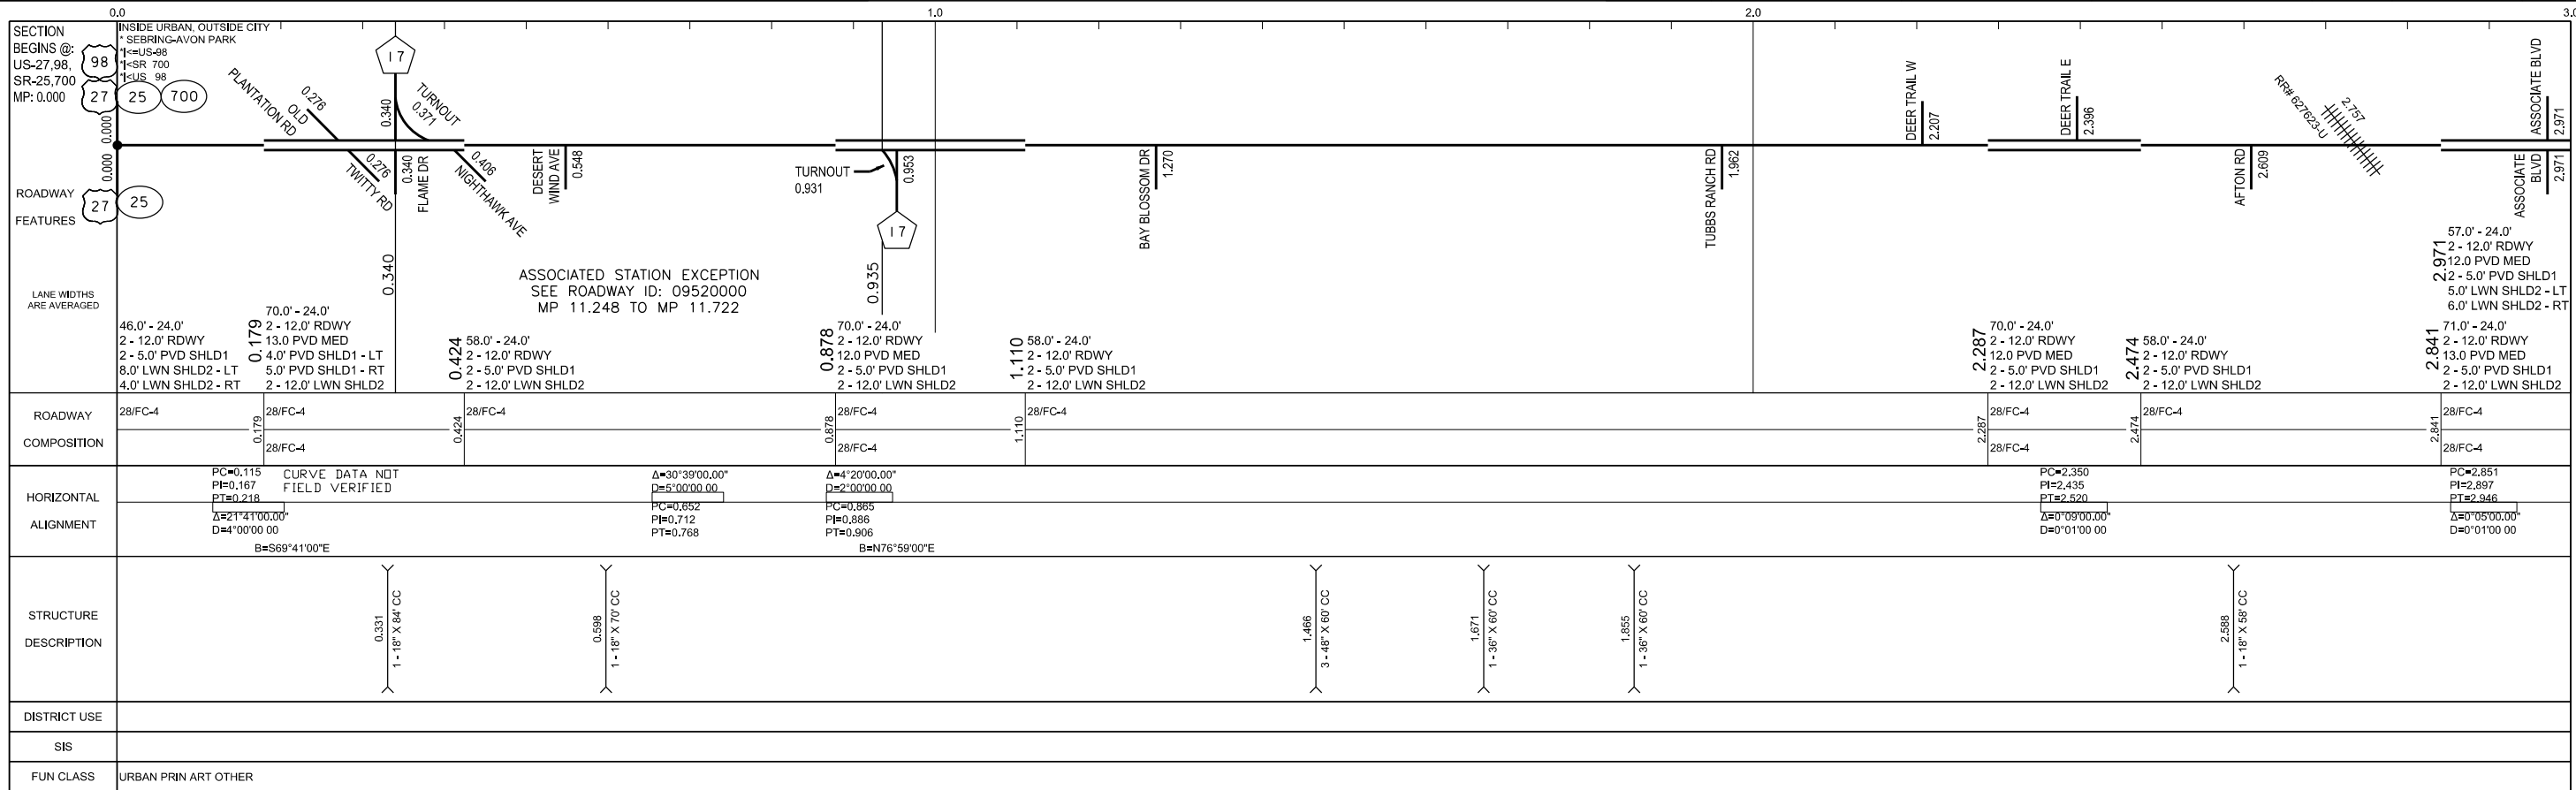 0.0
1.0
2.0
3.0
SECTION
BEGINS @:
US-27,98,
SR-25,700
MP: 0.000
98
27
25
700
INSIDE URBAN, OUTSIDE CITY
* SEBRING-AVON PARK
*|<=US-98
*|<SR 700
*|<US 98
0.000
0.000
ROADWAY
FEATURES
27
25
OLD
PLANTATION RD
0.276
17
0.340
TURNOUT
0.371
0.276
TWITTY RD
0.340
FLAME DR
0.406
NIGHTHAWK AVE
DESERT
WIND AVE
0.548
TURNOUT
0.931
0.953
17
BAY BLOSSOM DR
1.270
TUBBS RANCH RD
1.962
DEER TRAIL W
2.207
DEER TRAIL E
2.396
AFTON RD
2.609
RR# 627623-U
2.757
ASSOCIATE BLVD
2.971
ASSOCIATE
BLVD
2.971
0.340
ASSOCIATED STATION EXCEPTION
SEE ROADWAY ID: 09520000
MP 11.248 TO MP 11.722
0.935
LANE WIDTHS
ARE AVERAGED
46.0' - 24.0'
2 - 12.0' RDWY
2 - 5.0' PVD SHLD1
8.0' LWN SHLD2 - LT
4.0' LWN SHLD2 - RT
0.179
70.0' - 24.0'
2 - 12.0' RDWY
13.0 PVD MED
4.0' PVD SHLD1 - LT
5.0' PVD SHLD1 - RT
2 - 12.0' LWN SHLD2
0.424
58.0' - 24.0'
2 - 12.0' RDWY
2 - 5.0' PVD SHLD1
2 - 12.0' LWN SHLD2
0.878
70.0' - 24.0'
2 - 12.0' RDWY
12.0 PVD MED
2 - 5.0' PVD SHLD1
2 - 12.0' LWN SHLD2
1.110
58.0' - 24.0'
2 - 12.0' RDWY
2 - 5.0' PVD SHLD1
2 - 12.0' LWN SHLD2
2.287
70.0' - 24.0'
2 - 12.0' RDWY
12.0 PVD MED
2 - 5.0' PVD SHLD1
2 - 12.0' LWN SHLD2
2.474
58.0' - 24.0'
2 - 12.0' RDWY
2 - 5.0' PVD SHLD1
2 - 12.0' LWN SHLD2
2.971
57.0' - 24.0'
2 - 12.0' RDWY
12.0 PVD MED
2 - 5.0' PVD SHLD1
5.0' LWN SHLD2 - LT
6.0' LWN SHLD2 - RT
2.841
71.0' - 24.0'
2 - 12.0' RDWY
13.0 PVD MED
2 - 5.0' PVD SHLD1
2 - 12.0' LWN SHLD2
ROADWAY
COMPOSITION
28/FC-4
0.179
28/FC-4
28/FC-4
0.424
28/FC-4
0.878
28/FC-4
28/FC-4
1.110
28/FC-4
2.287
28/FC-4
28/FC-4
2.474
28/FC-4
2.841
28/FC-4
28/FC-4
HORIZONTAL
ALIGNMENT
PC=0.115
PI=0.167
PT=0.218
CURVE DATA NOT
FIELD VERIFIED
Δ=21°41'00.00"
D=4°00'00 00
B=S69°41'00"E
Δ=30°39'00.00"
D=5°00'00 00
PC=0.652
PI=0.712
PT=0.768
Δ=4°20'00.00"
D=2°00'00 00
PC=0.865
PI=0.886
PT=0.906
B=N76°59'00"E
PC=2.350
PI=2.435
PT=2.520
Δ=0°09'00.00"
D=0°01'00 00
PC=2.851
PI=2.897
PT=2.946
Δ=0°05'00.00"
D=0°01'00 00
STRUCTURE
DESCRIPTION
0.331
1 - 18" X 84' CC
0.598
1 - 18" X 70' CC
1.466
3 - 48" X 60' CC
1.671
1 - 36" X 60' CC
1.855
1 - 36" X 60' CC
2.588
1 - 18" X 58' CC
DISTRICT USE
SIS
FUN CLASS
URBAN PRIN ART OTHER